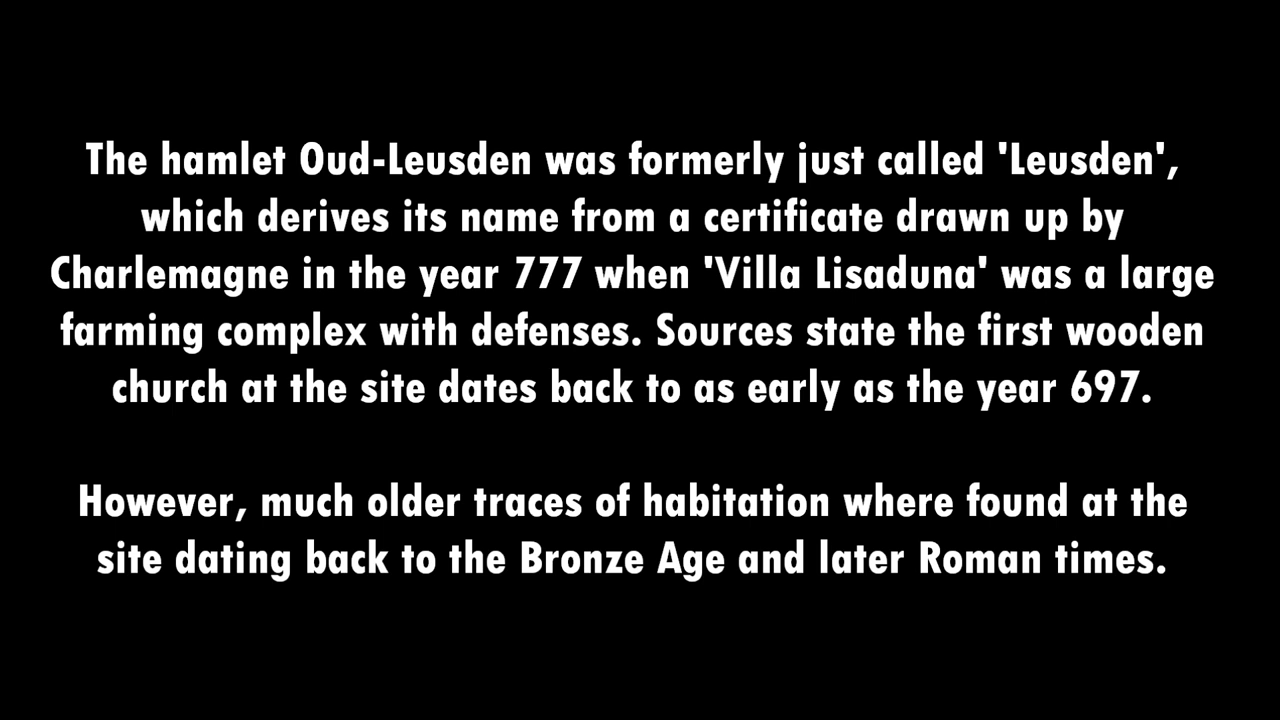 The hamlet Oud-Leusden was formerly just called 'Leusden',
which derives its name from a certificate drawn up by
Charlemagne in the year 777 when 'Villa Lisaduna' was a large
farming complex with defenses. Sources state the first wooden
church at the site dates back to as early as the year 697.
However, much older traces of habitation where found at the
site dating back to the Bronze Age and later Roman times.